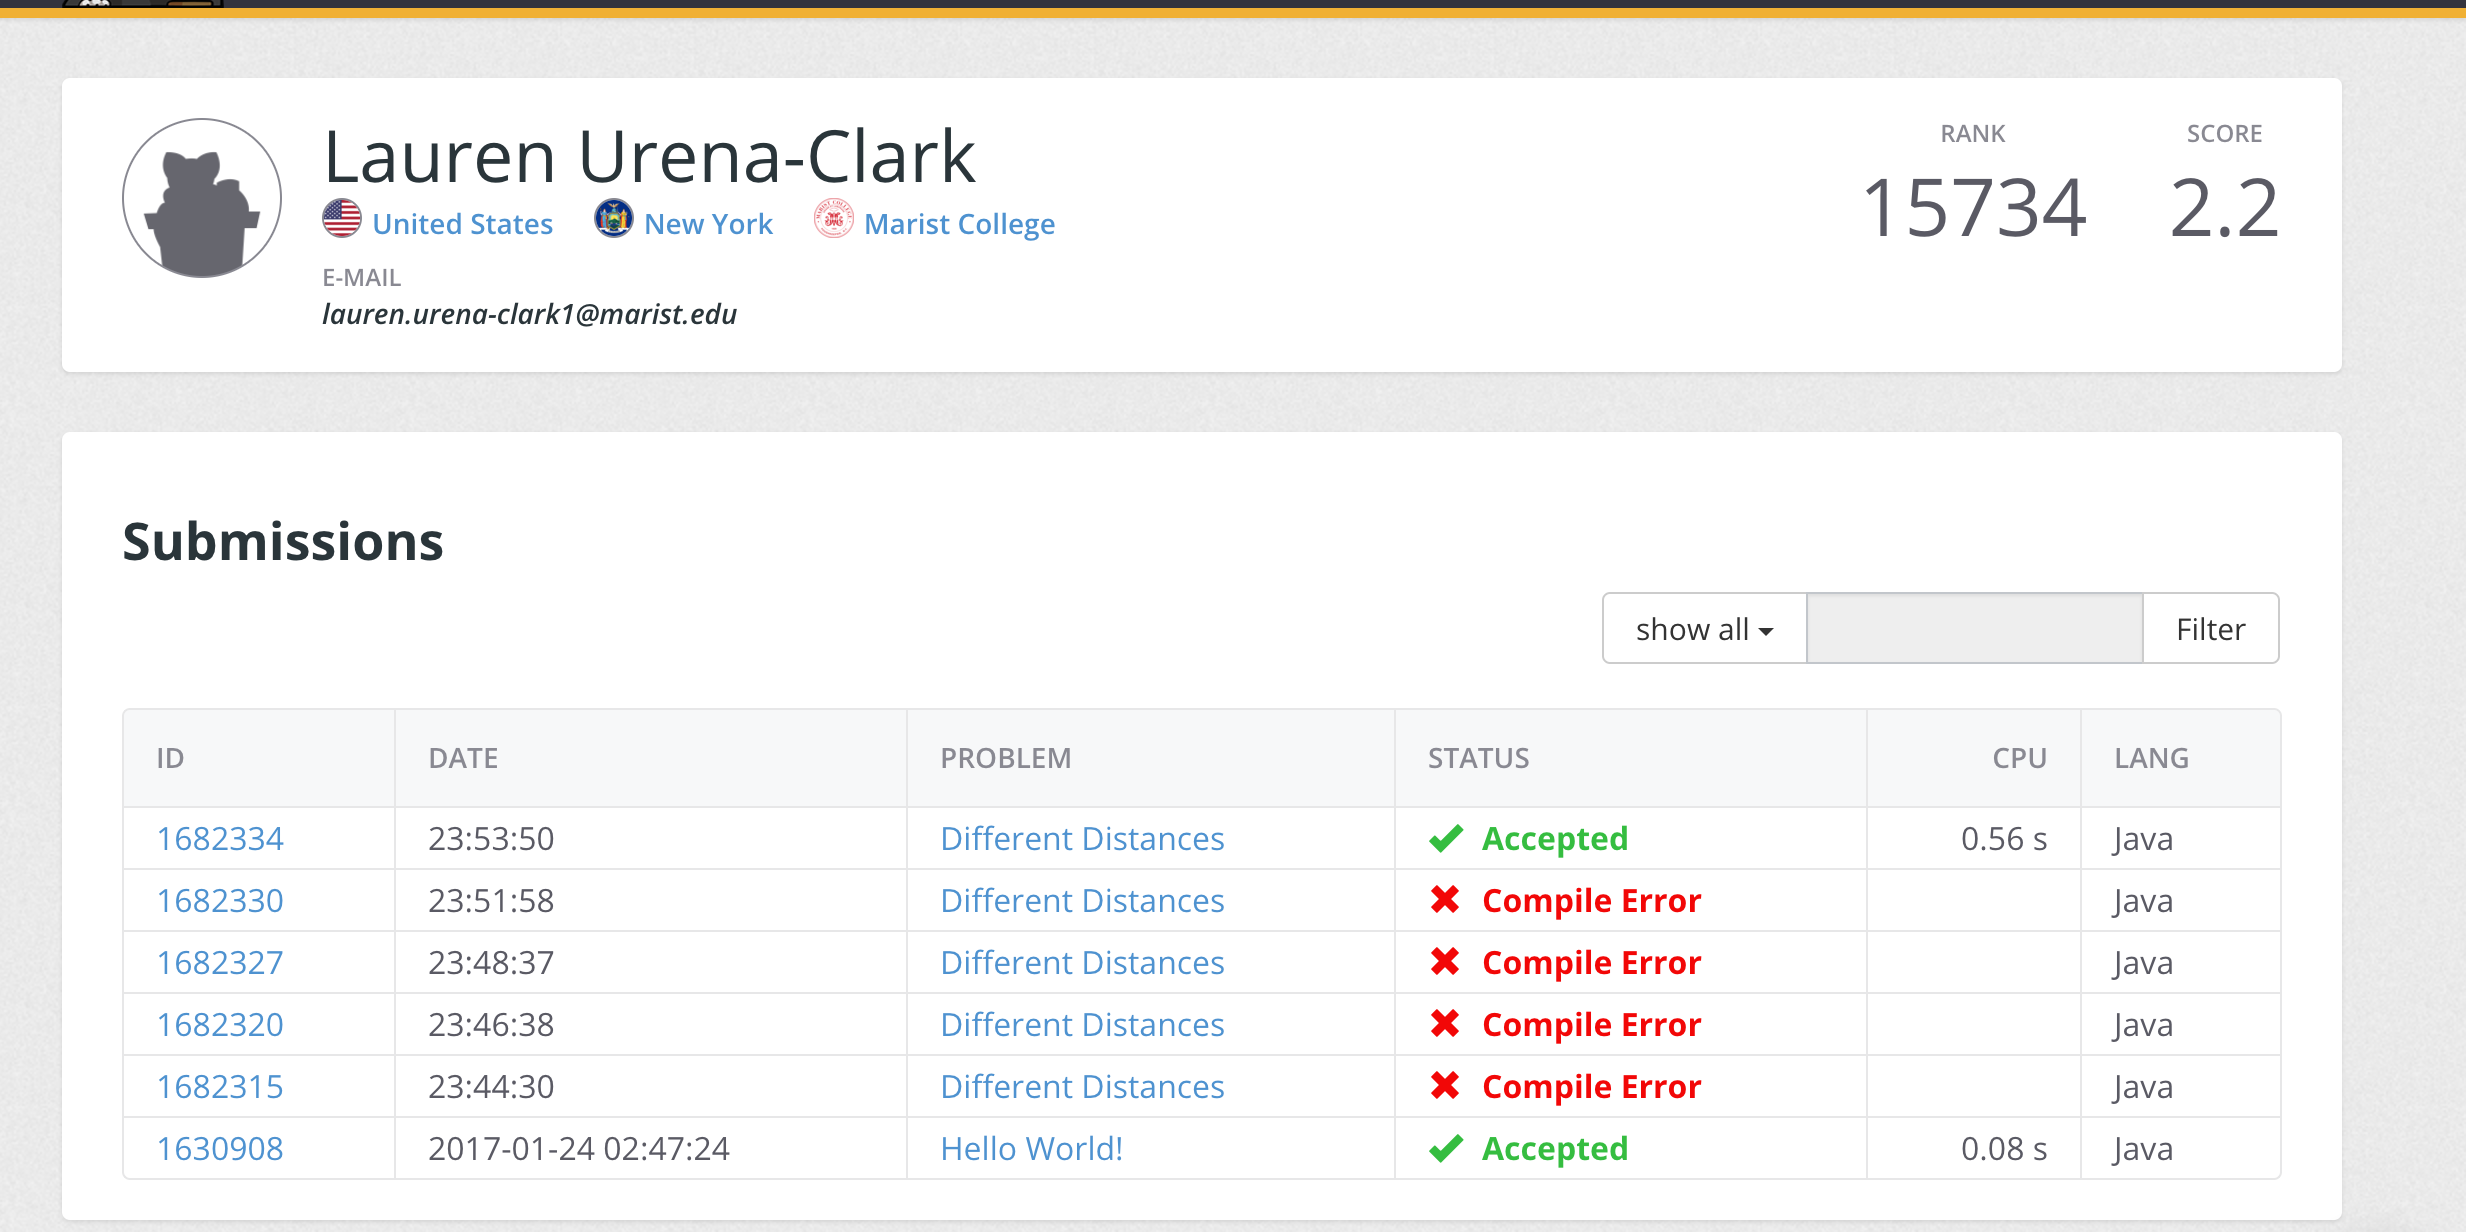 Lauren Urena-Clark
RANK
SCORE
15734
2.2
United States
New York
Marist College
E-MAIL
lauren.urena-clark1@marist.edu
Submissions
show all
Filter
ID DATE PROBLEM STATUS CPU LANG
1682334 23:53:50 Different Distances Accepted 0.56 s Java
1682330 23:51:58 Different Distances Compile Error Java
1682327 23:48:37 Different Distances Compile Error Java
1682320 23:46:38 Different Distances Compile Error Java
1682315 23:44:30 Different Distances Compile Error Java
1630908 2017-01-24 02:47:24 Hello World! Accepted 0.08 s Java